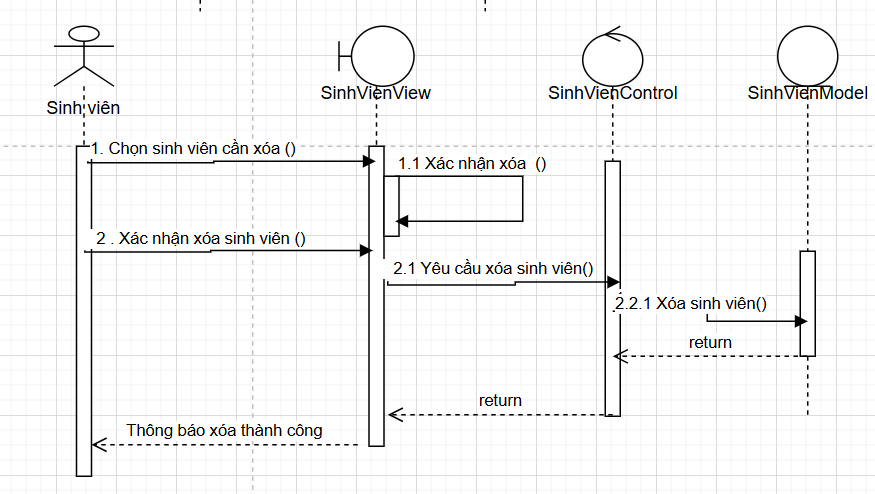 Sinh viên
SinhVienView
SinhVienControl
SinhVienModel
1. Chọn sinh viên cần xóa ()
1.1 Xác nhận xóa ()
2 . Xác nhận xóa sinh viên ()
2.1 Yêu cầu xóa sinh viên()
2.2.1 Xóa sinh viên()
return
return
Thông báo xóa thành công